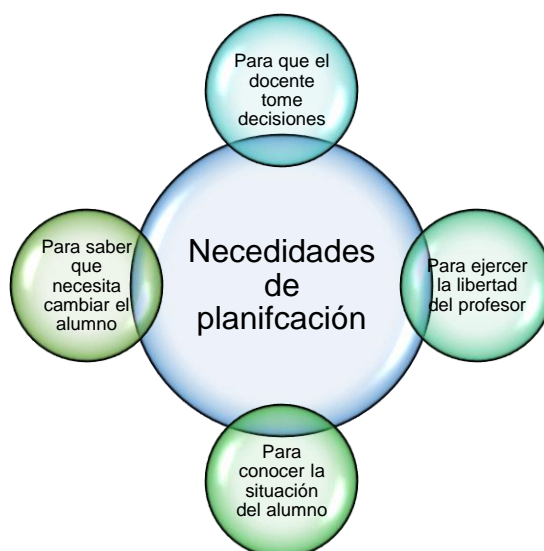 Para que el
docente
tome
decisiones
Necedidades
de
planifcación
Para ejercer
la libertad
del profesor
Para
conocer la
situación
del alumno
Para saber
que
necesita
cambiar el
alumno